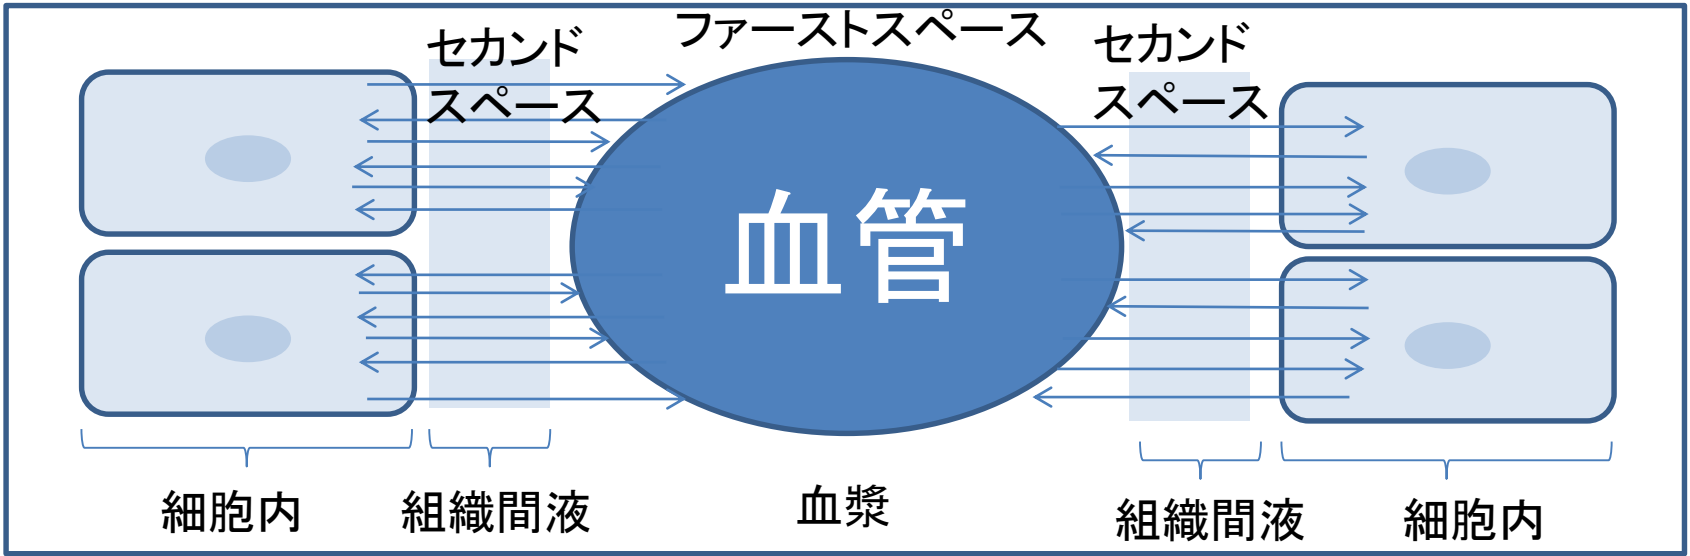 セカンド
スペース
ファーストスペース
セカンド
スペース
血管
細胞内
組織間液
血漿
組織間液
細胞内